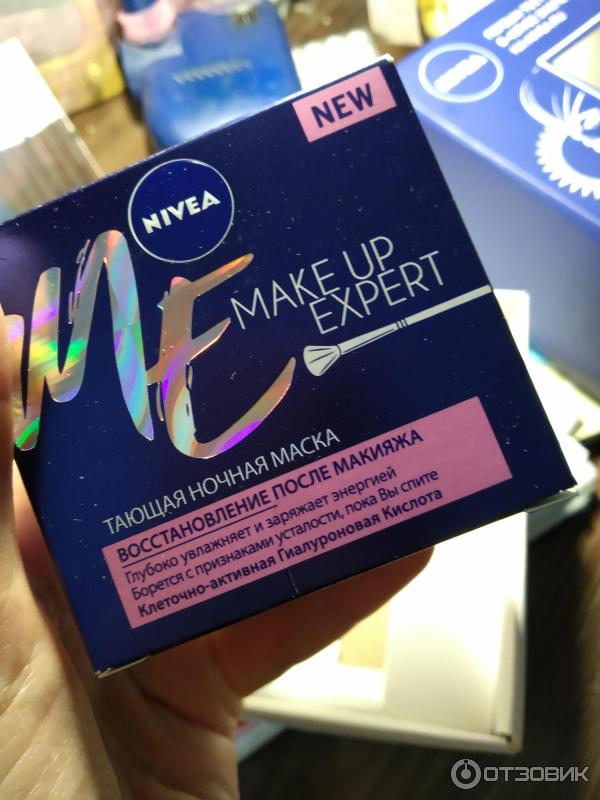 NEW
NIVEA
ME
MAKE UP
EXPERT
ТАЮЩАЯ НОЧНАЯ МАСКА
ВОССТАНОВЛЕНИЕ ПОСЛЕ МАКИЯЖА
Глубоко увлажняет и заряжает энергией
Борется с признаками усталости, пока Вы спите
Клеточно-активная Гиалуроновая Кислота
NIVEA
ОТЗОВИК